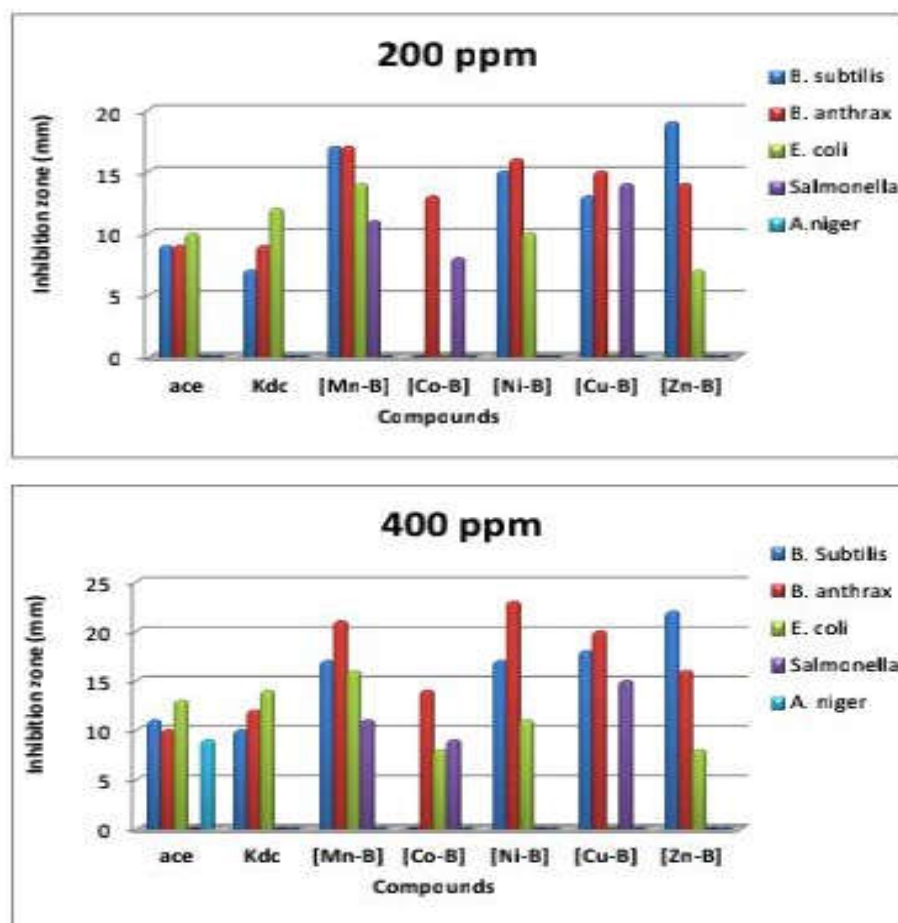 200 ppm
B. subtilis
B. anthrax
E. coli
Salmonella
A.niger
Inhibition zone (mm)
20
15
10
5
0
ace Kdc [Mn-B] [Co-B] [Ni-B] [Cu-B] [Zn-B]
Compounds
400 ppm
B. Subtilis
B. anthrax
E. coli
Salmonella
A. niger
Inhibition zone (mm)
25
20
15
10
5
0
ace Kdc [Mn-B] [Co-B] [Ni-B] [Cu-B] [Zn-B]
Compounds